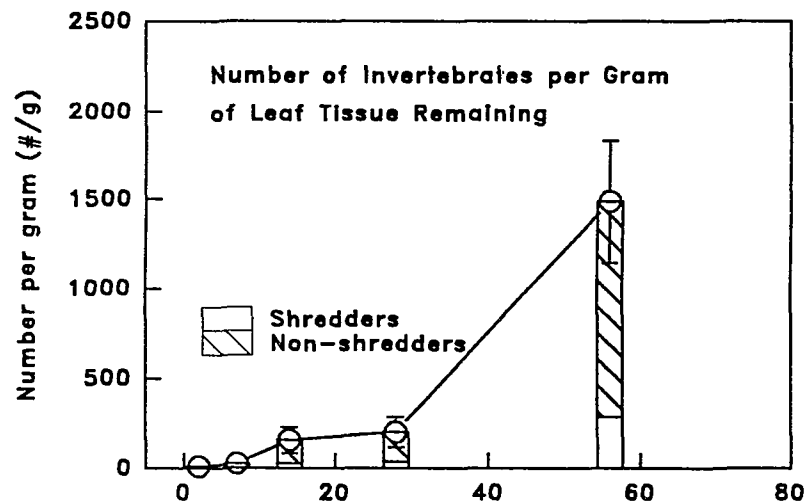 2500
Number of Invertebrates per Gram
of Leaf Tissue Remaining
2000
1500
1000
500
0
Number per gram (#/g)
Shredders
Non-shredders
0 20 40 60 80